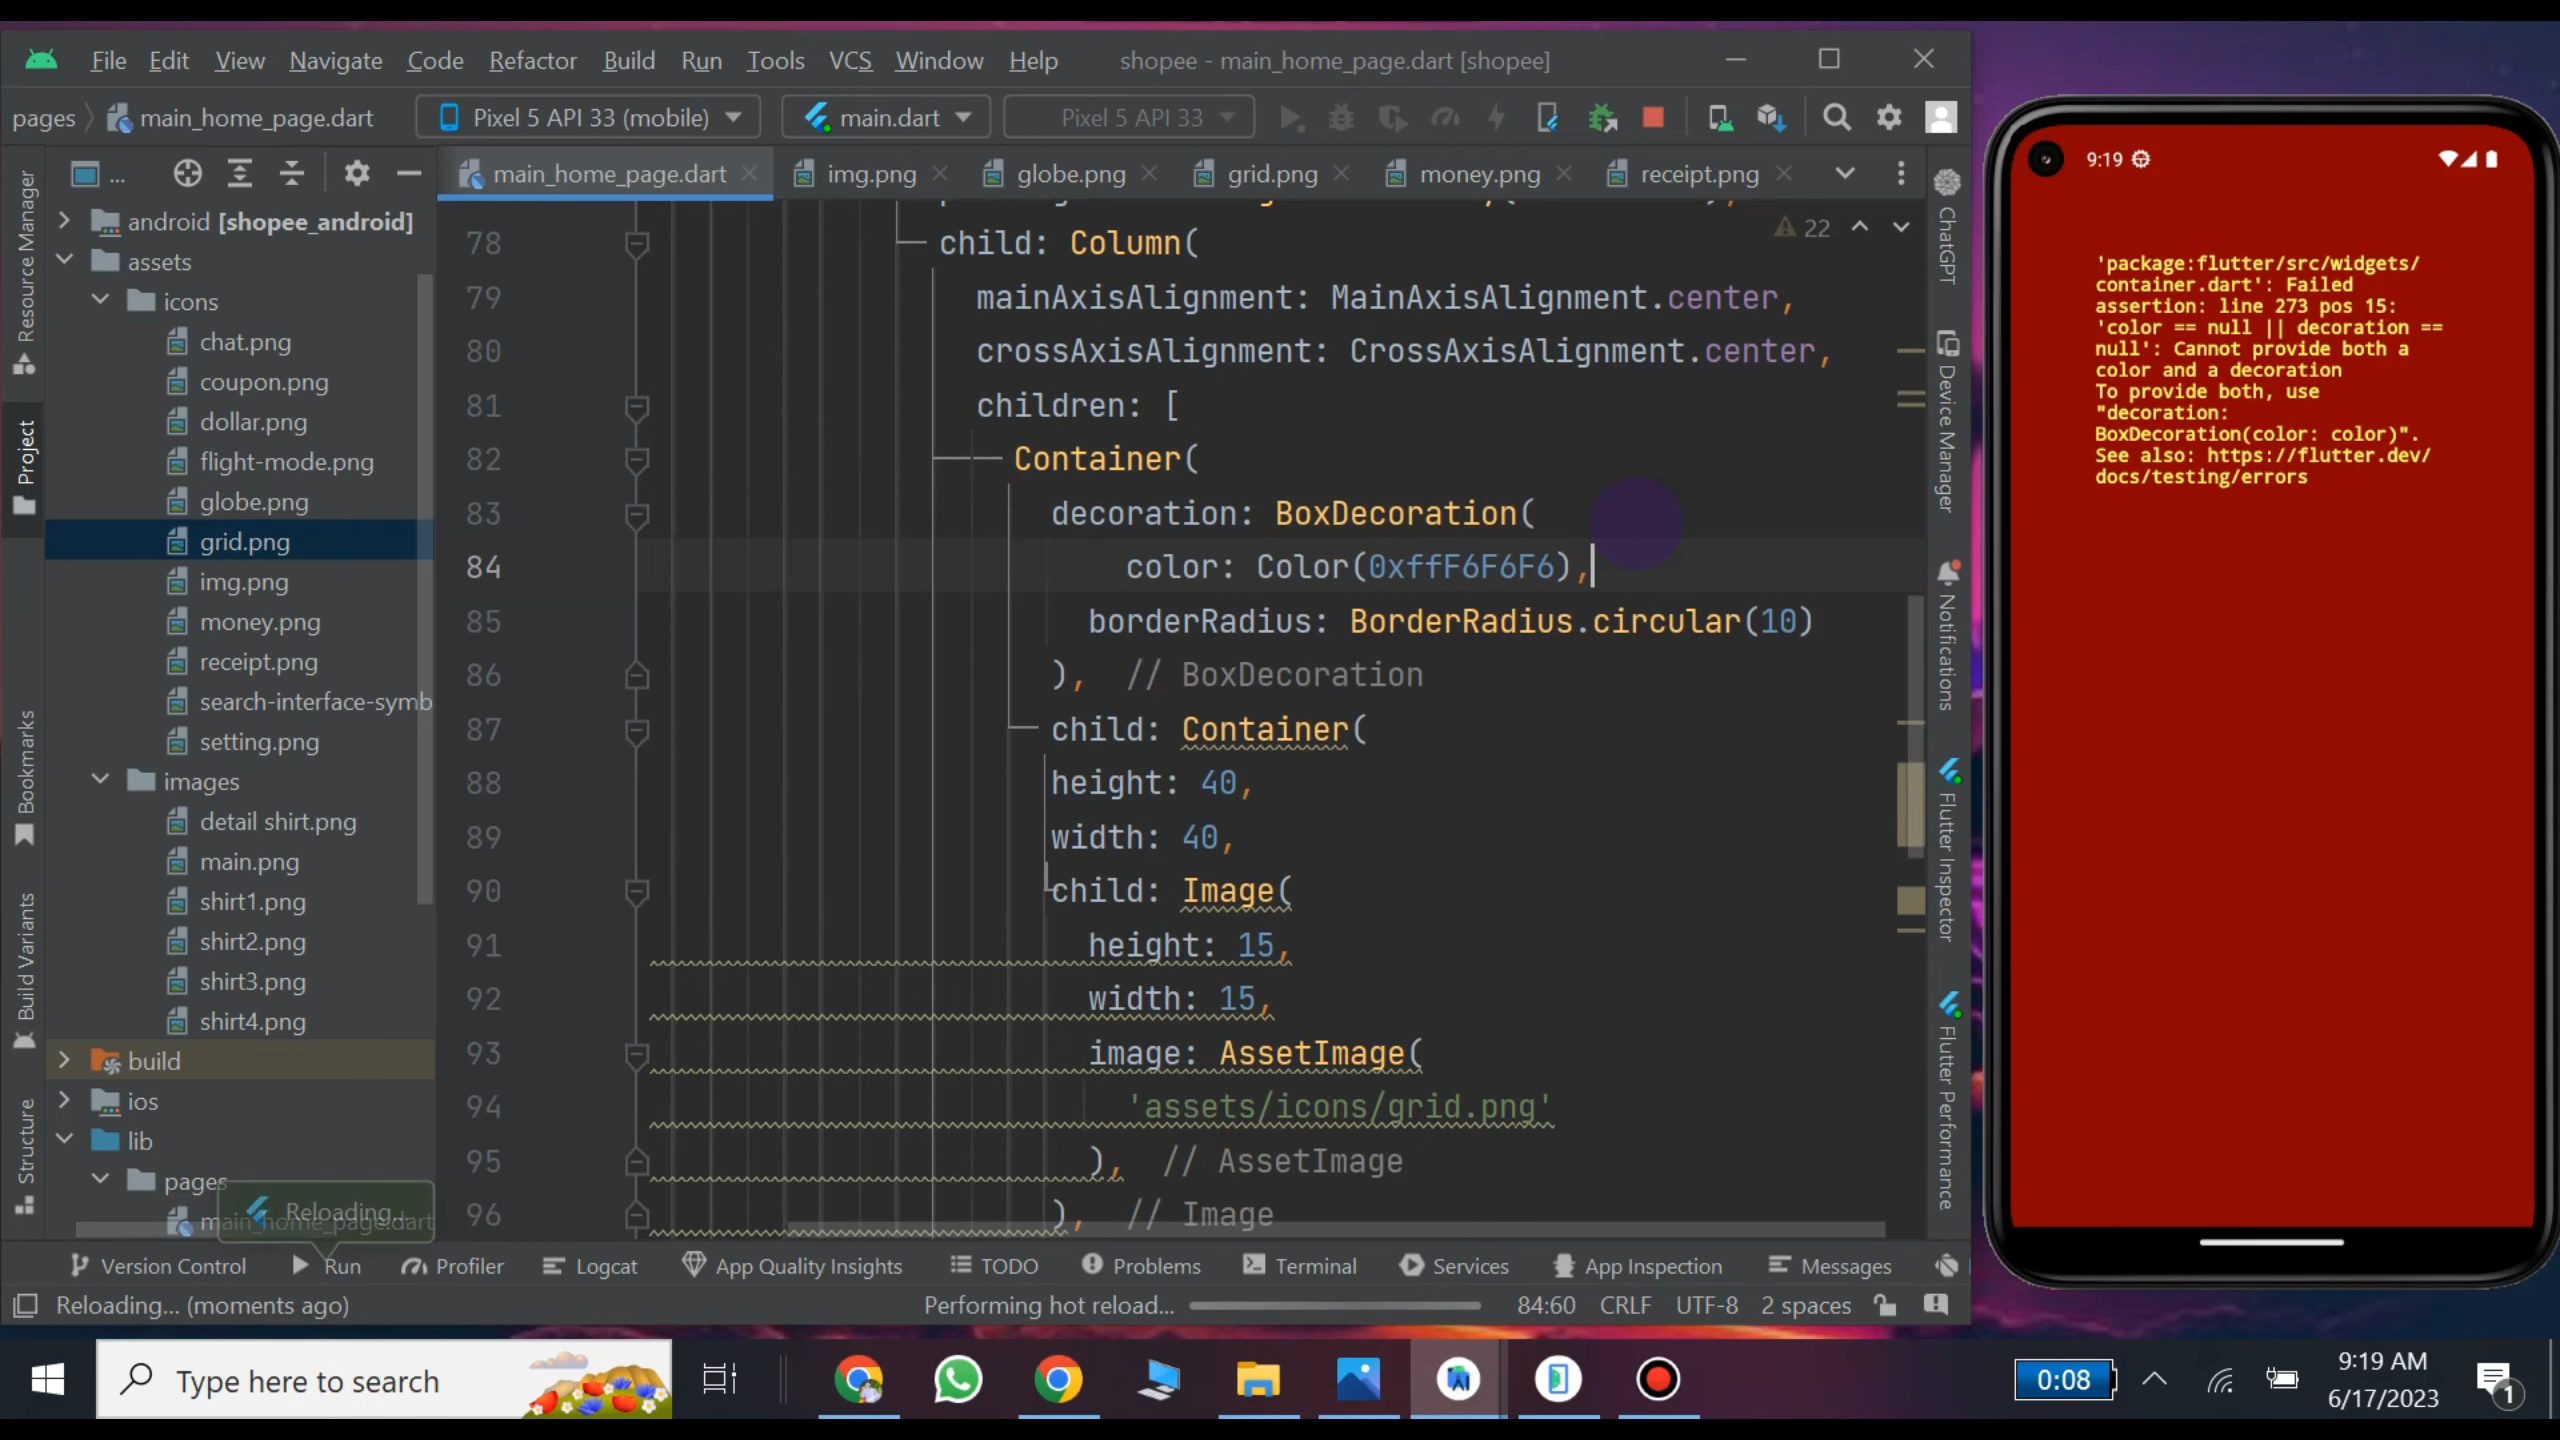 File Edit View Navigate Code Refactor Build Run Tools VCS Window Help shopee - main_home_page.dart [shopee]
pages main_home_page.dart Pixel 5 API 33 (mobile) main.dart Pixel 5 API 33
... main_home_page.dart img.png globe.png grid.png money.png receipt.png
Resource Manager
Project
Bookmarks
Build Variants
Structure
android [shopee_android]
assets
icons
chat.png
coupon.png
dollar.png
flight-mode.png
globe.png
grid.png
img.png
money.png
receipt.png
search-interface-symb
setting.png
images
detail shirt.png
main.png
shirt1.png
shirt2.png
shirt3.png
shirt4.png
build
ios
lib
pages
main_home_page.dart
Reloading...
22
78 child: Column(
79 mainAxisAlignment: MainAxisAlignment.center,
80 crossAxisAlignment: CrossAxisAlignment.center,
81 children: [
82 Container(
83 decoration: BoxDecoration(
84 color: Color(0xffF6F6F6),
85 borderRadius: BorderRadius.circular(10)
86 ), // BoxDecoration
87 child: Container(
88 height: 40,
89 width: 40,
90 child: Image(
91 height: 15,
92 width: 15,
93 image: AssetImage(
94 'assets/icons/grid.png'
95 ), // AssetImage
96 ), // Image
ChatGPT
Device Manager
Notifications
Flutter Inspector
Flutter Performance
Version Control Run Profiler Logcat App Quality Insights TODO Problems Terminal Services App Inspection Messages
Reloading... (moments ago) Performing hot reload... 84:60 CRLF UTF-8 2 spaces
9:19
'package:flutter/src/widgets/
container.dart': Failed
assertion: line 273 pos 15:
'color == null || decoration ==
null': Cannot provide both a
color and a decoration
To provide both, use
"decoration:
BoxDecoration(color: color)".
See also: https://flutter.dev/
docs/testing/errors
Type here to search
0:08
9:19 AM
6/17/2023
1